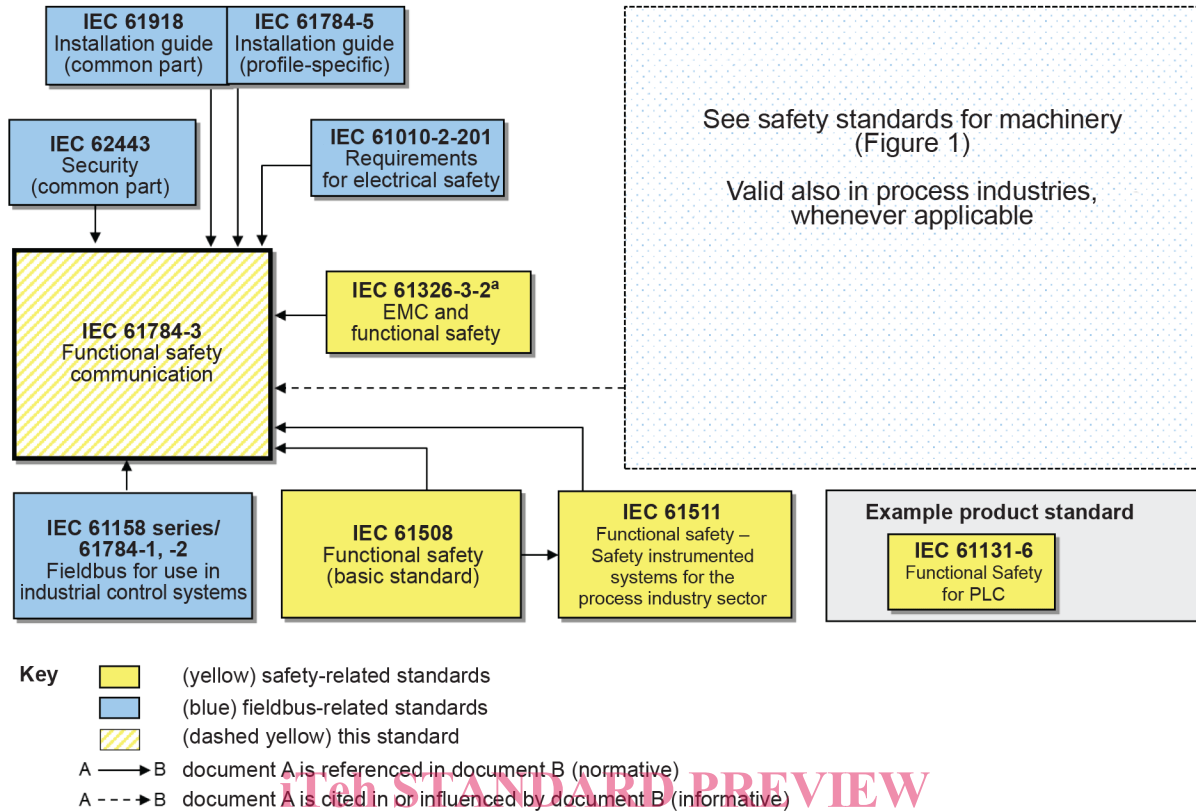 IEC 61918
Installation guide
(common part)
IEC 61784-5
Installation guide
(profile-specific)
IEC 62443
Security
(common part)
IEC 61010-2-201
Requirements
for electrical safety
See safety standards for machinery
(Figure 1)
Valid also in process industries,
whenever applicable
IEC 61784-3
Functional safety
communication
IEC 61326-3-2a
EMC and
functional safety
IEC 61158 series/
61784-1, -2
Fieldbus for use in
industrial control systems
IEC 61508
Functional safety
(basic standard)
IEC 61511
Functional safety –
Safety instrumented
systems for the
process industry sector
Example product standard
IEC 61131-6
Functional Safety
for PLC
Key
(yellow) safety-related standards
(blue) fieldbus-related standards
(dashed yellow) this standard
A B document A is referenced in document B (normative)
A B document A is cited in or influenced by document B (informative)
iTeh STANDARD PREVIEW